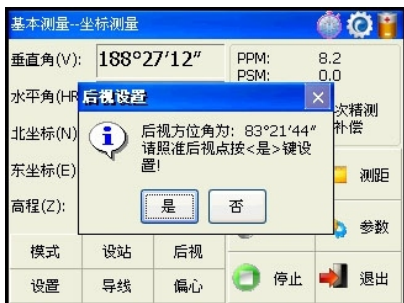 基本测量--坐标测量
垂直角(V): 188°27′12″ PPM: 8.2
PSM: 0.0
水平角(HR 后视设置
次精测
北坐标(N) 后视方位角为: 83°21′44″ 补偿
请照准后视点按<是>键设
置!
东坐标(E) 测距
高程(Z): 是 否 参数
模式 设站 后视
设置 导线 偏心 停止 退出